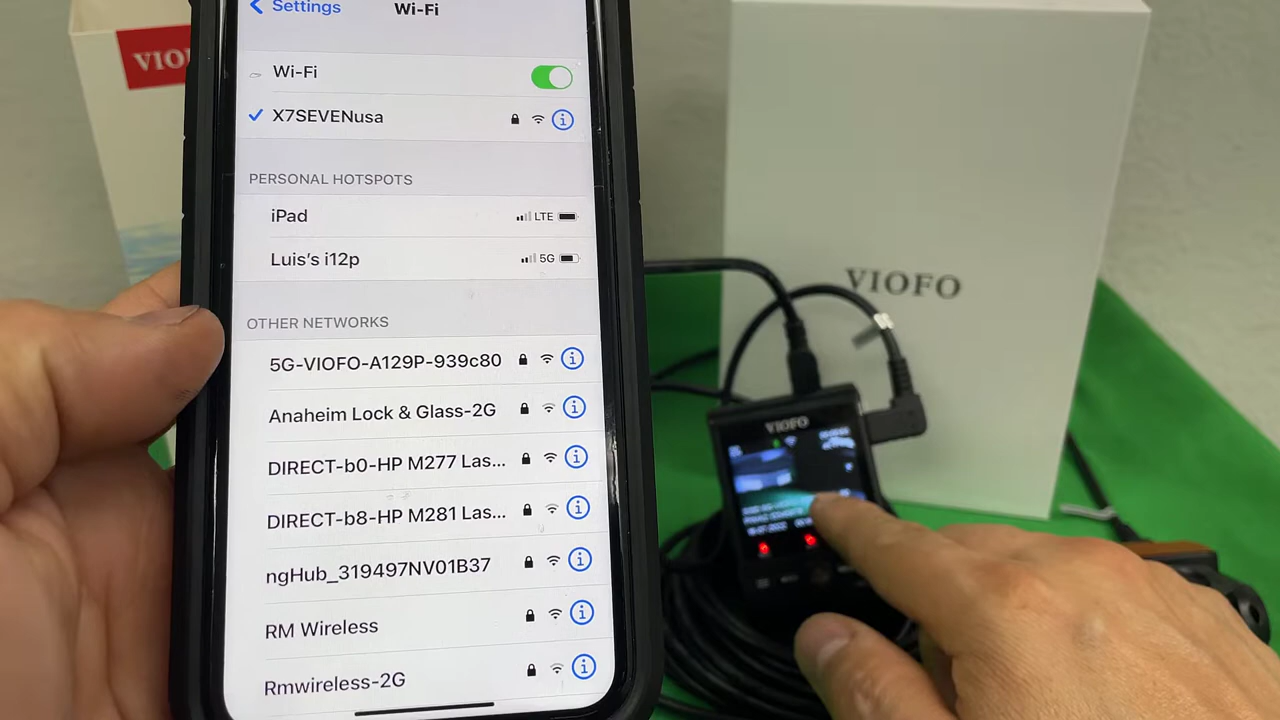 Settings
Wi-Fi
Wi-Fi
X7SEVENusa
PERSONAL HOTSPOTS
iPad
LTE
Luis's i12p
5G
OTHER NETWORKS
5G-VIOFO-A129P-939c80
Anaheim Lock & Glass-2G
DIRECT-b0-HP M277 Las...
DIRECT-b8-HP M281 Las...
ngHub_319497NV01B37
RM Wireless
Rmwireless-2G
VIOFO
VIOFO